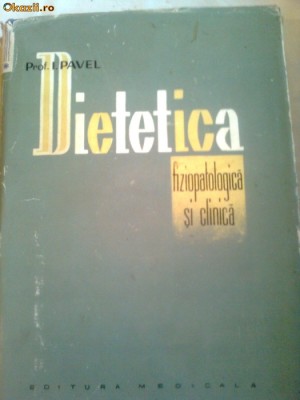 Okazii.ro
Prof. I. PAVEL
Dietetica
fiziopatologică
și clinică
EDITURA MEDICALĂ